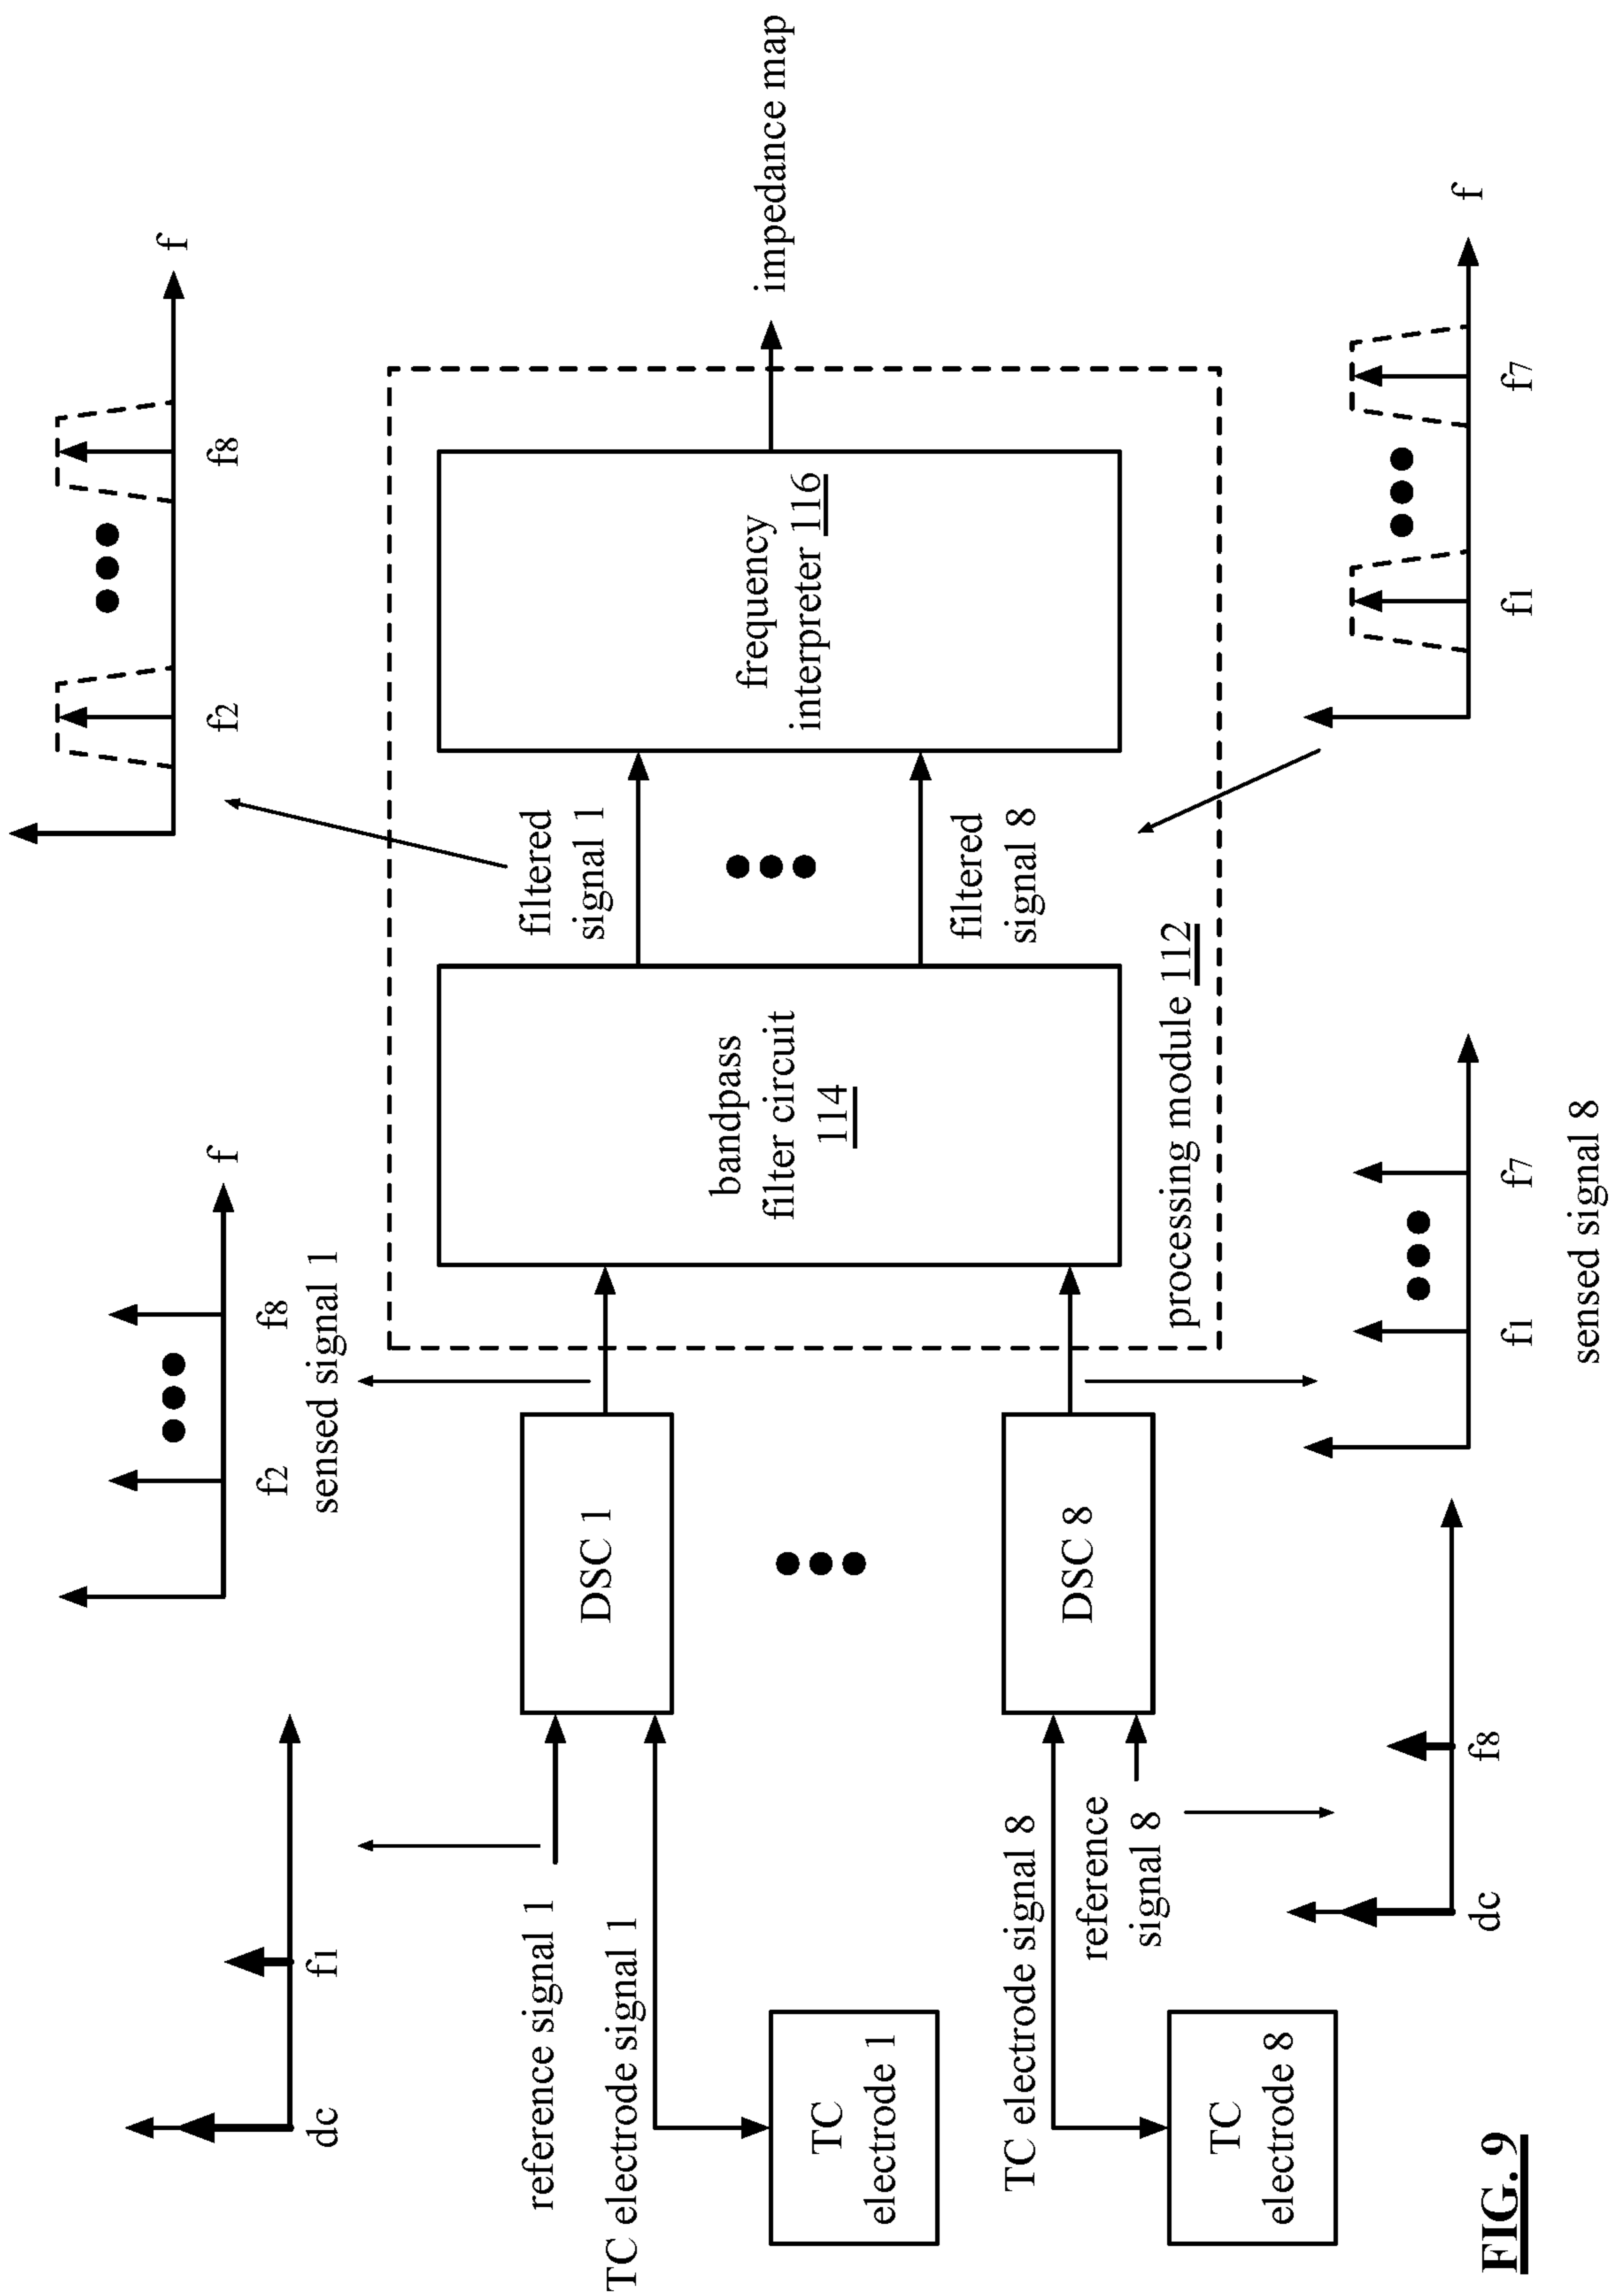 f
f2
f8
f
f2
f8
sensed signal 1
dc
f1
reference signal 1
TC electrode signal 1
TC
electrode 1
DSC 1
filtered
signal 1
bandpass
filter circuit
114
frequency
interpreter 116
impedance map
filtered
signal 8
processing module 112
TC electrode signal 8
reference
signal 8
DSC 8
TC
electrode 8
dc
f8
f1
f7
sensed signal 8
f1
f7
f
FIG. 9